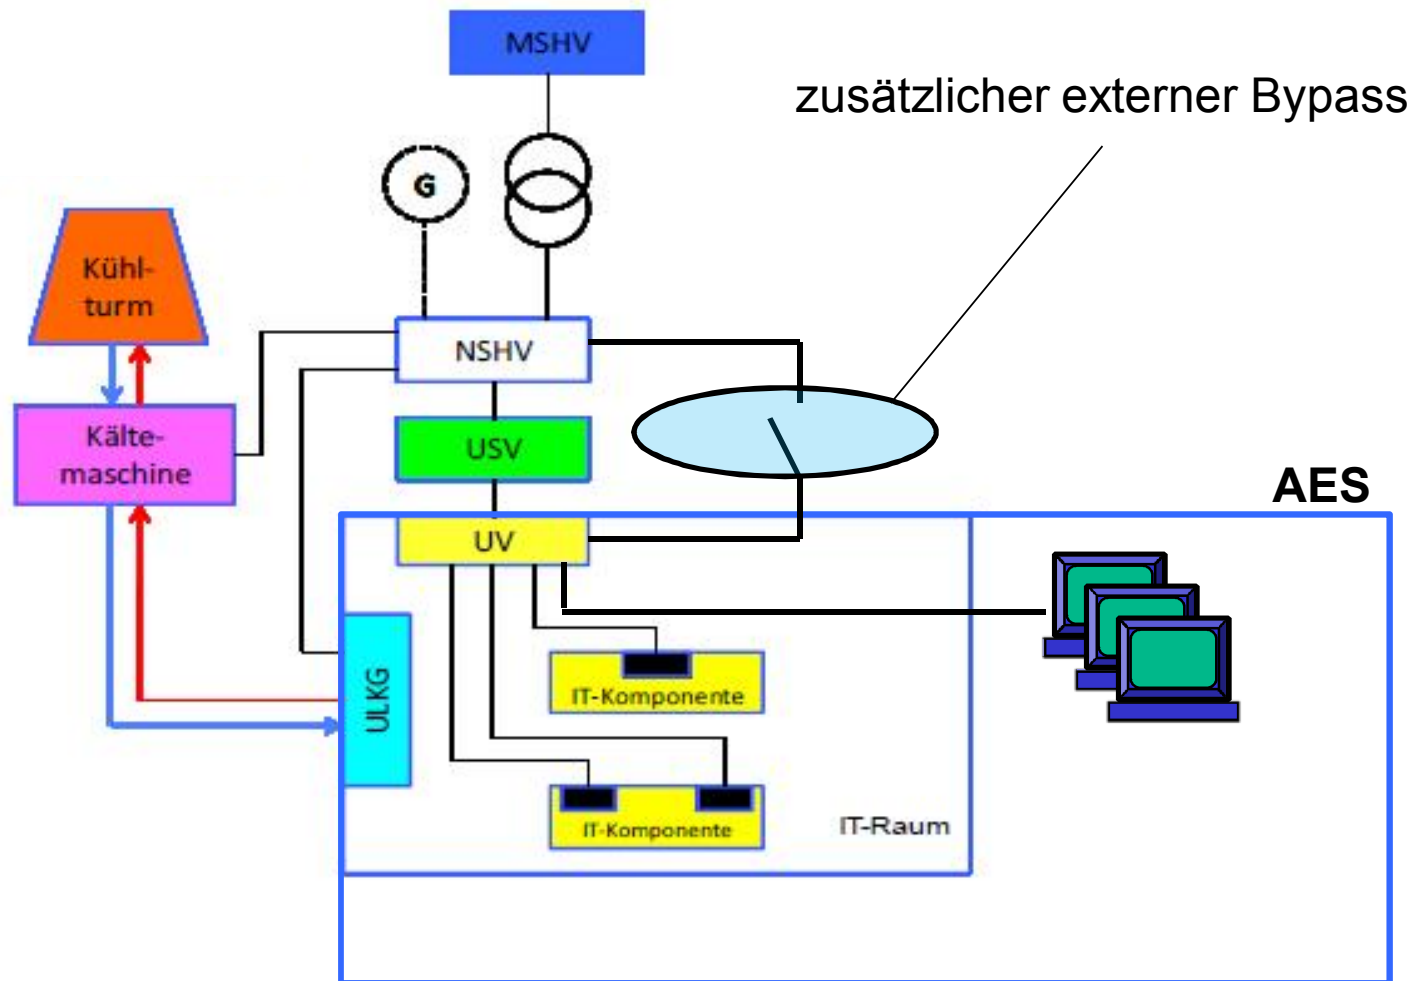 MSHV
zusätzlicher externer Bypass
G
Kühl-
turm
NSHV
Kälte-
maschine
USV
AES
UV
ULKG
IT-Komponente
IT-Komponente
IT-Raum